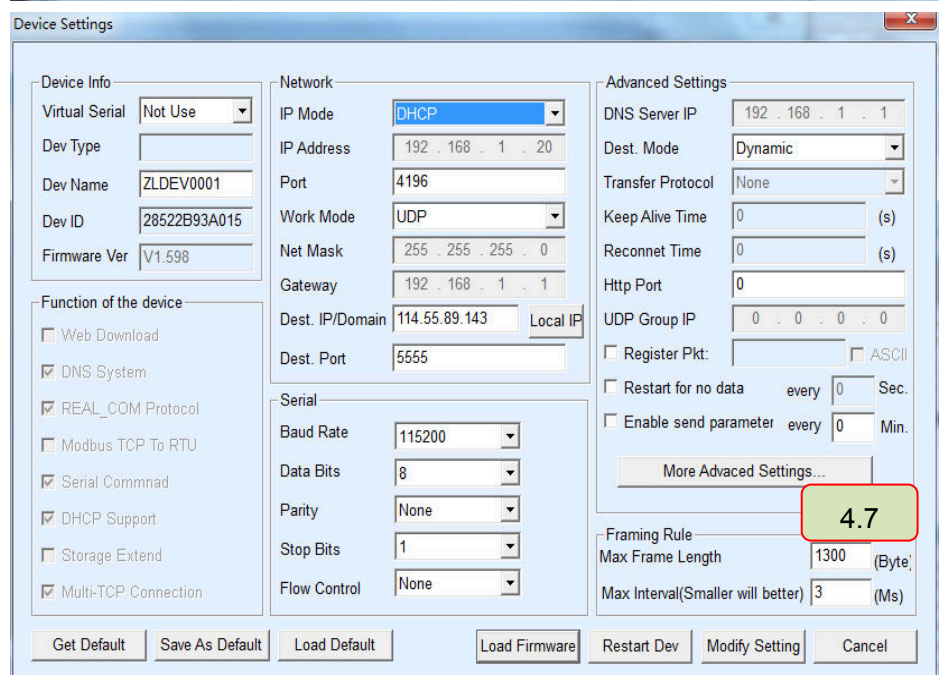 Device Settings
x
Device Info
Virtual Serial Not Use
Dev Type
Dev Name ZLDEV0001
Dev ID 28522B93A015
Firmware Ver V1.598
Function of the device
Web Download
DNS System
REAL_COM Protocol
Modbus TCP To RTU
Serial Commnad
DHCP Support
Storage Extend
Multi-TCP Connection
Network
IP Mode DHCP
IP Address 192 . 168 . 1 . 20
Port 4196
Work Mode UDP
Net Mask 255 . 255 . 255 . 0
Gateway 192 . 168 . 1 . 1
Dest. IP/Domain 114.55.89.143 Local IP
Dest. Port 5555
Serial
Baud Rate 115200
Data Bits 8
Parity None
Stop Bits 1
Flow Control None
Advanced Settings
DNS Server IP 192 . 168 . 1 . 1
Dest. Mode Dynamic
Transfer Protocol None
Keep Alive Time 0 (s)
Reconnet Time 0 (s)
Http Port 0
UDP Group IP 0 . 0 . 0 . 0
Register Pkt: ASCII
Restart for no data every 0 Sec.
Enable send parameter every 0 Min.
More Advaced Settings...
4.7
Framing Rule
Max Frame Length 1300 (Byte)
Max Interval(Smaller will better) 3 (Ms)
Get Default Save As Default Load Default Load Firmware Restart Dev Modify Setting Cancel